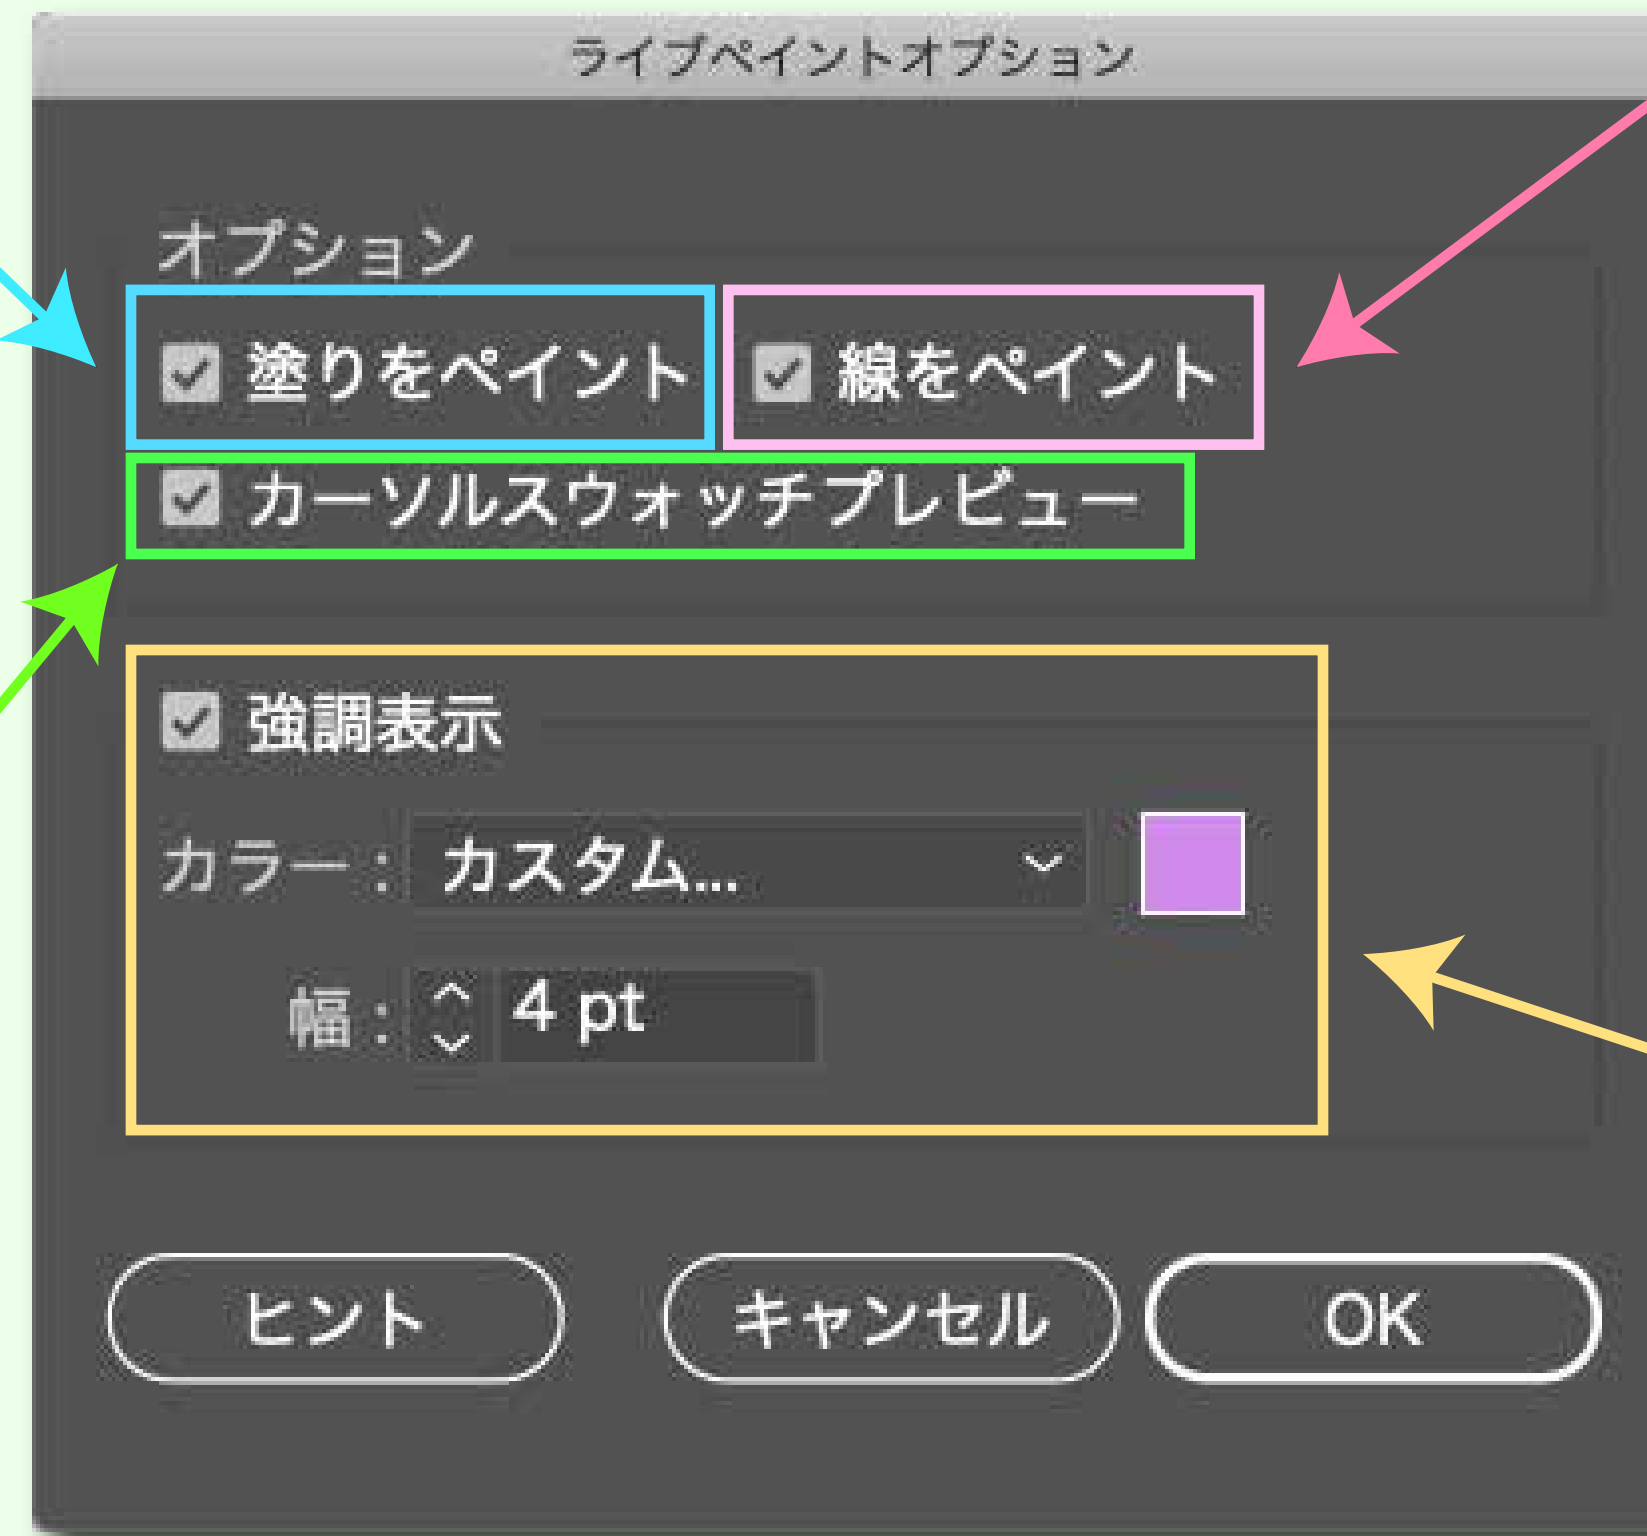 ライブペイントオプション
オプション
塗りをペイント 線をペイント
カーソルスウォッチプレビュー
強調表示
カラー： カスタム...
幅： 4 pt
ヒント キャンセル OK